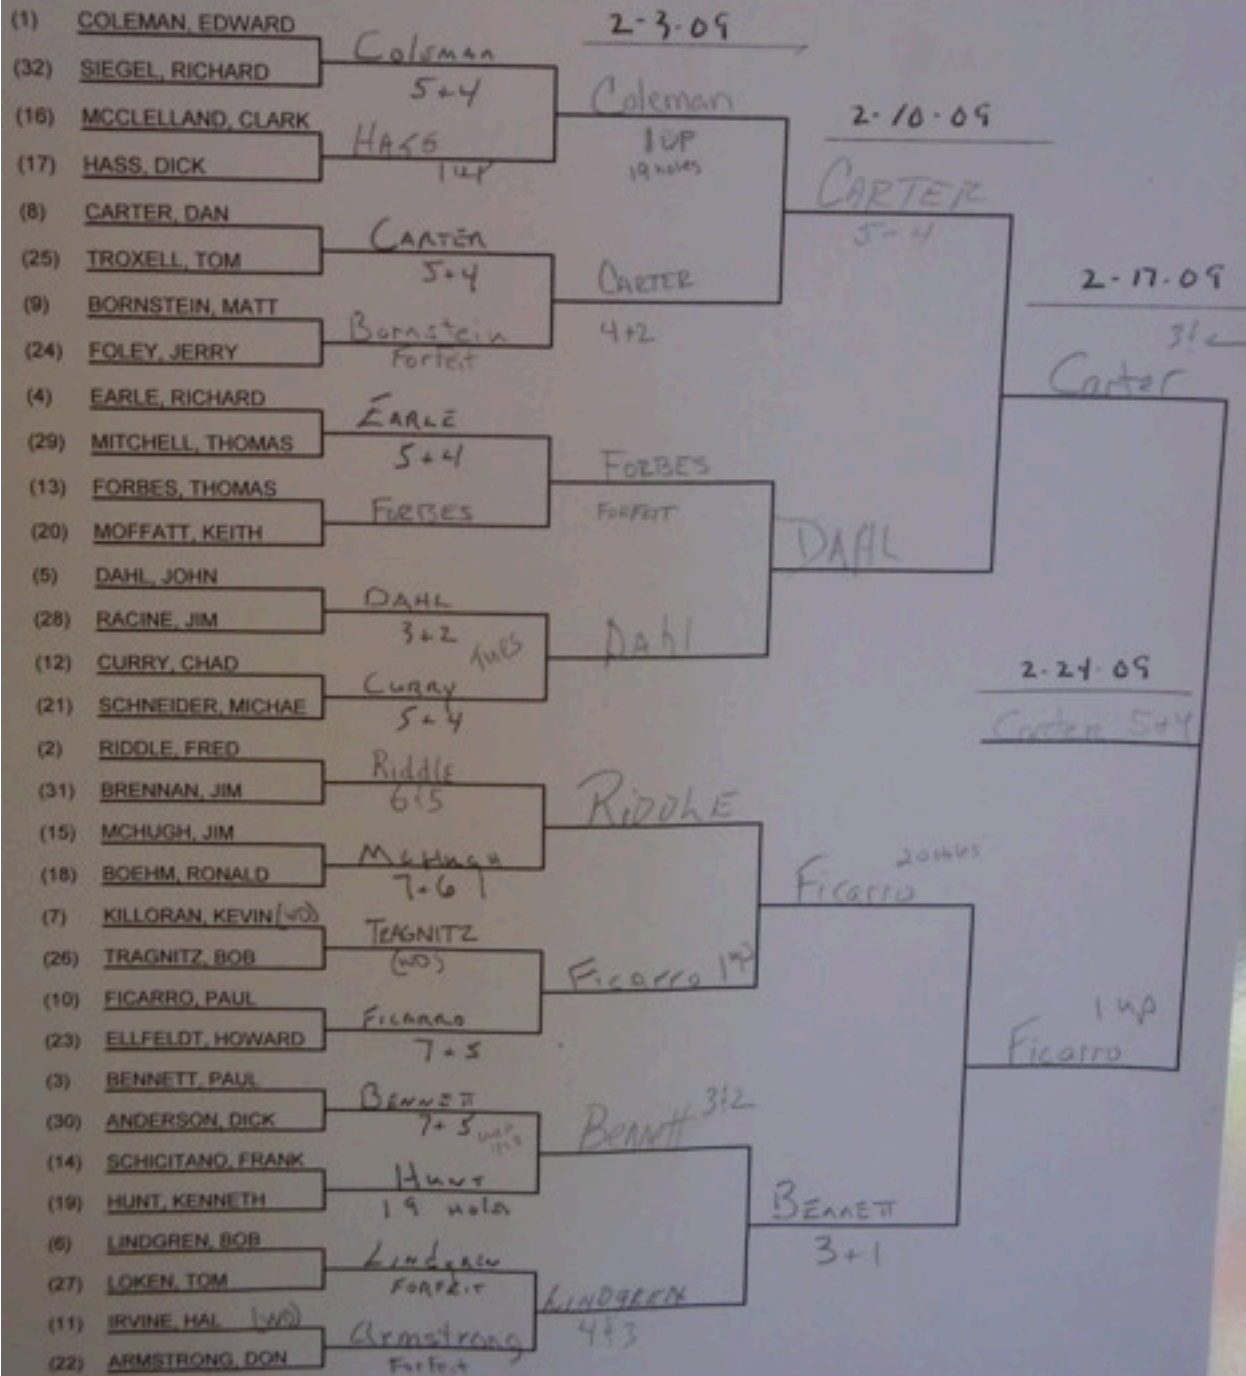 (1) COLEMAN, EDWARD
(32) SIEGEL, RICHARD
(16) MCCLELLAND, CLARK
(17) HASS, DICK
(8) CARTER, DAN
(25) TROXELL, TOM
(9) BORNSTEIN, MATT
(24) FOLEY, JERRY
(4) EARLE, RICHARD
(29) MITCHELL, THOMAS
(13) FORBES, THOMAS
(20) MOFFATT, KEITH
(5) DAHL, JOHN
(28) RACINE, JIM
(12) CURRY, CHAD
(21) SCHNEIDER, MICHAE
(2) RIDDLE, FRED
(31) BRENNAN, JIM
(15) MCHUGH, JIM
(18) BOEHM, RONALD
(7) KILLORAN, KEVIN (WD)
(26) TRAGNITZ, BOB
(10) FICARRO, PAUL
(23) ELLFELDT, HOWARD
(3) BENNETT, PAUL
(30) ANDERSON, DICK
(14) SCHICITANO, FRANK
(19) HUNT, KENNETH
(6) LINDGREN, BOB
(27) LOKEN, TOM
(11) IRVINE, HAL (WD)
(22) ARMSTRONG, DON
Coleman
5+4
HASS
1 up
CARTER
5+4
Bornstein
Forfeit
EARLE
5+4
FORBES
DAHL
3+2
TUES
CURRY
5+4
Riddle
6+5
McHugh
7+6
TRAGNITZ
(WD)
FICARRO
7+5
BENNETT
7+5
HUNT
19 holes
LINDGREN
FORFEIT
Armstrong
Forfeit
2-3-09
Coleman
1 UP
19 holes
CARTER
4+2
FORBES
FORFEIT
Dahl
RIDDLE
Ficarro 1 up
Bennett 3+2
LINDGREN
4+3
2-10-09
CARTER
5-4
DAHL
Ficarro 20 Holes
BENNETT
3+1
2-17-09
Carter
1 up
Ficarro
2-24-09
Carter 5+4